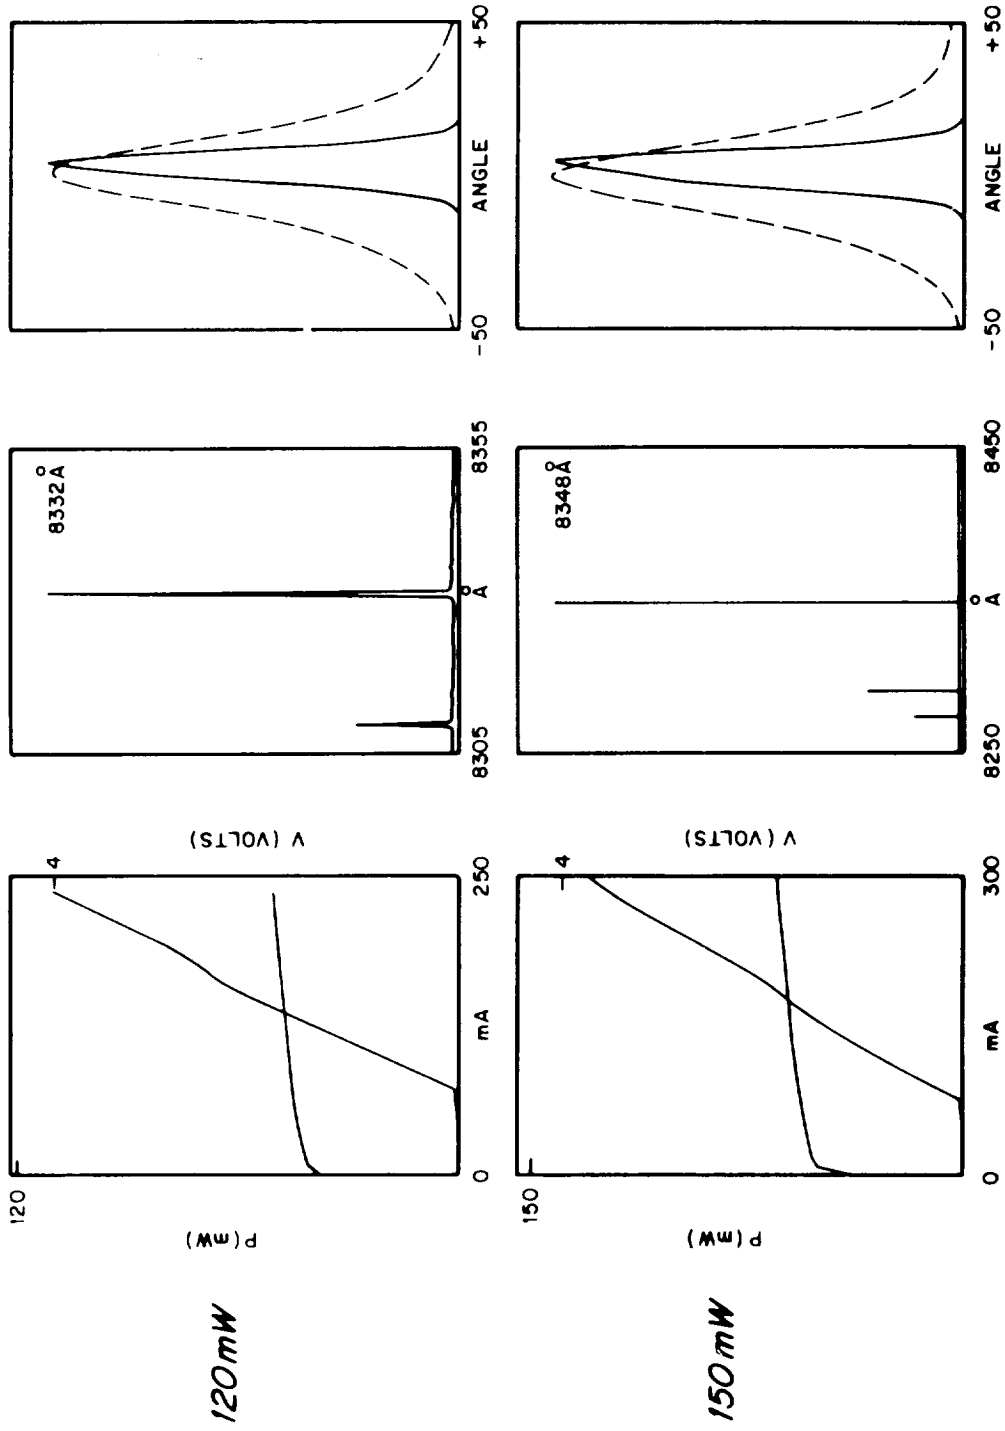 120mW
P (mW)
120
0
mA
250
4
V (VOLTS)
8305
Å
8355
8332Å
-50
ANGLE
+50
150mW
P (mW)
150
0
mA
300
4
V (VOLTS)
8250
Å
8450
8348Å
-50
ANGLE
+50